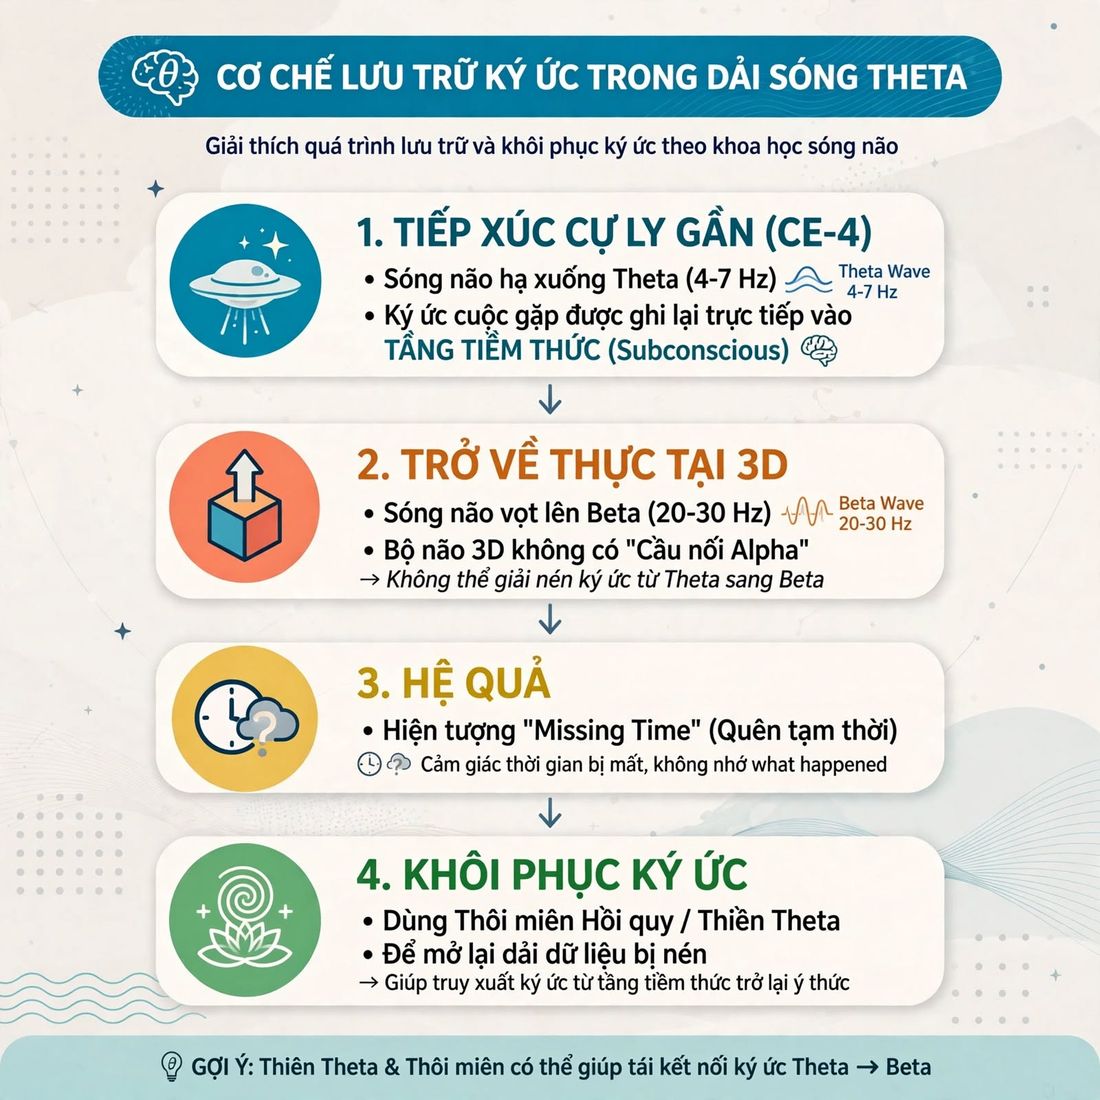 CƠ CHẾ LƯU TRỮ KÝ ỨC TRONG DẢI SÓNG THETA
Giải thích quá trình lưu trữ và khôi phục ký ức theo khoa học sóng não
1. TIẾP XÚC CỰ LY GẦN (CE-4)
• Sóng não hạ xuống Theta (4-7 Hz)
Theta Wave
4-7 Hz
• Ký ức cuộc gặp được ghi lại trực tiếp vào
TẦNG TIỀM THỨC (Subconscious)
2. TRỞ VỀ THỰC TẠI 3D
• Sóng não vọt lên Beta (20-30 Hz)
Beta Wave
20-30 Hz
• Bộ não 3D không có "Cầu nối Alpha"
→ Không thể giải nén ký ức từ Theta sang Beta
3. HỆ QUẢ
• Hiện tượng "Missing Time" (Quên tạm thời)
Cảm giác thời gian bị mất, không nhớ what happened
4. KHÔI PHỤC KÝ ỨC
• Dùng Thôi miên Hồi quy / Thiền Theta
• Để mở lại dải dữ liệu bị nén
→ Giúp truy xuất ký ức từ tầng tiềm thức trở lại ý thức
GỢI Ý: Thiên Theta & Thôi miên có thể giúp tái kết nối ký ức Theta → Beta